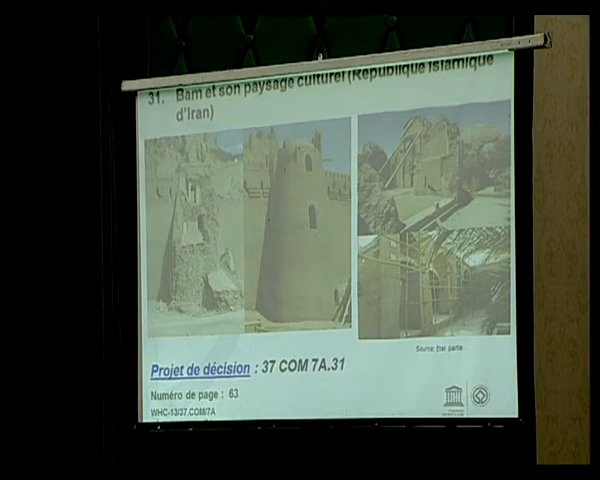 31. Bam et son paysage culturel (République islamique
d'Iran)
Source: Etat partie
Projet de décision : 37 COM 7A.31
Numéro de page : 63
WHC-13/37.COM/7A